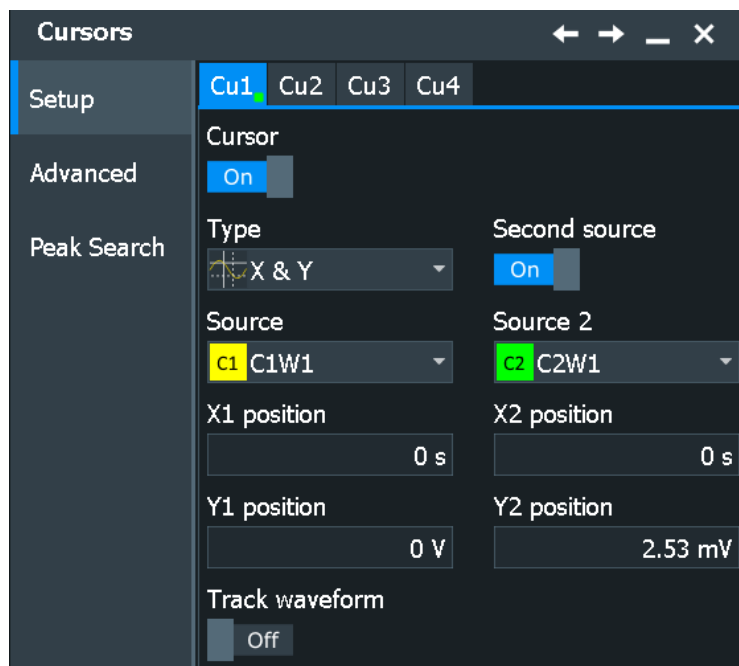 Cursors
Setup
Advanced
Peak Search
Cu1 Cu2 Cu3 Cu4
Cursor
On
Type Second source
X & Y On
Source Source 2
C1 C1W1 C2 C2W1
X1 position X2 position
0 s 0 s
Y1 position Y2 position
0 V 2.53 mV
Track waveform
Off